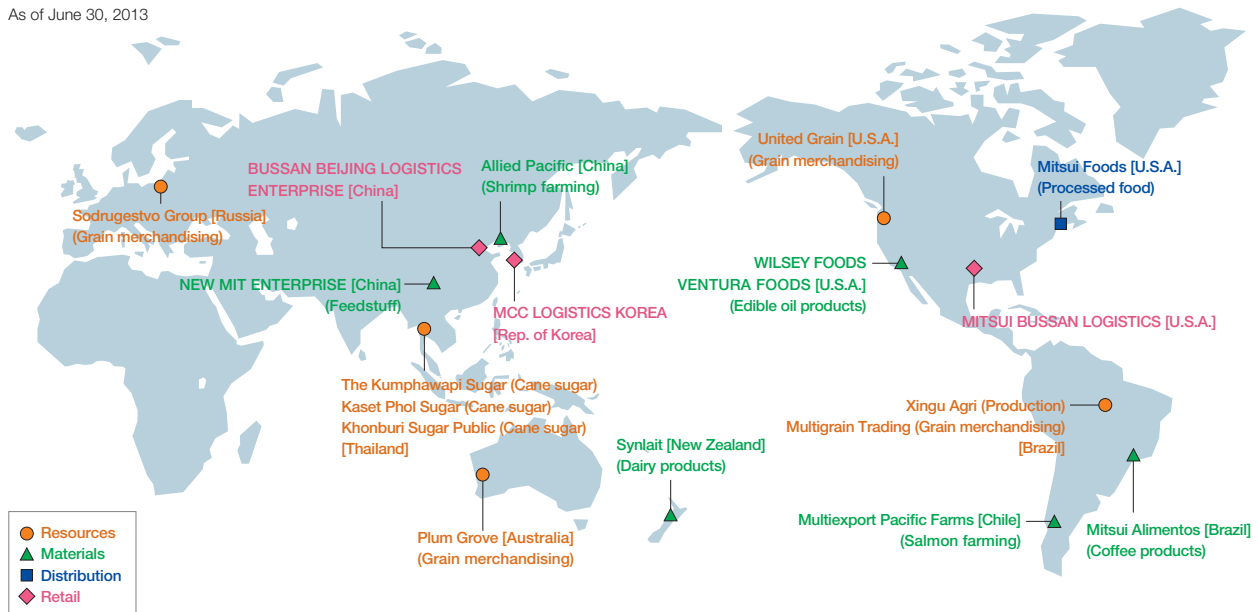 As of June 30, 2013
United Grain [U.S.A.]
(Grain merchandising)
BUSSAN BEIJING LOGISTICS
ENTERPRISE [China]
Allied Pacific [China]
(Shrimp farming)
Mitsui Foods [U.S.A.]
(Processed food)
Sodrugestvo Group [Russia]
(Grain merchandising)
NEW MIT ENTERPRISE [China]
(Feedstuff)
WILSEY FOODS
VENTURA FOODS [U.S.A.]
(Edible oil products)
MCC LOGISTICS KOREA
[Rep. of Korea]
MITSUI BUSSAN LOGISTICS [U.S.A.]
The Kumphawapi Sugar (Cane sugar)
Kaset Phol Sugar (Cane sugar)
Khonburi Sugar Public (Cane sugar)
[Thailand]
Xingu Agri (Production)
Multigrain Trading (Grain merchandising)
[Brazil]
Synlait [New Zealand]
(Dairy products)
Plum Grove [Australia]
(Grain merchandising)
Multiexport Pacific Farms [Chile]
(Salmon farming)
Mitsui Alimentos [Brazil]
(Coffee products)
Resources
Materials
Distribution
Retail